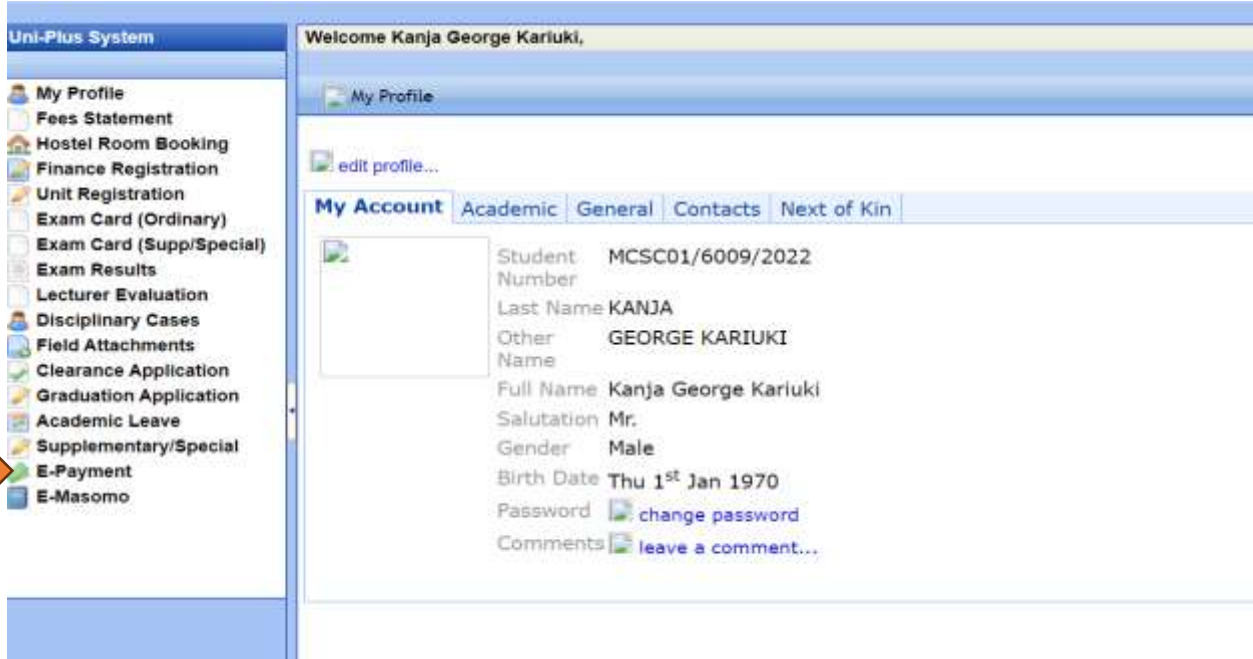 Uni-Plus System
My Profile
Fees Statement
Hostel Room Booking
Finance Registration
Unit Registration
Exam Card (Ordinary)
Exam Card (Supp/Special)
Exam Results
Lecturer Evaluation
Disciplinary Cases
Field Attachments
Clearance Application
Graduation Application
Academic Leave
Supplementary/Special
E-Payment
E-Masomo
Welcome Kanja George Kariuki,
My Profile
edit profile...
My Account Academic General Contacts Next of Kin
Student Number MCSC01/6009/2022
Last Name KANJA
Other Name GEORGE KARIUKI
Full Name Kanja George Kariuki
Salutation Mr.
Gender Male
Birth Date Thu 1st Jan 1970
Password change password
Comments leave a comment...